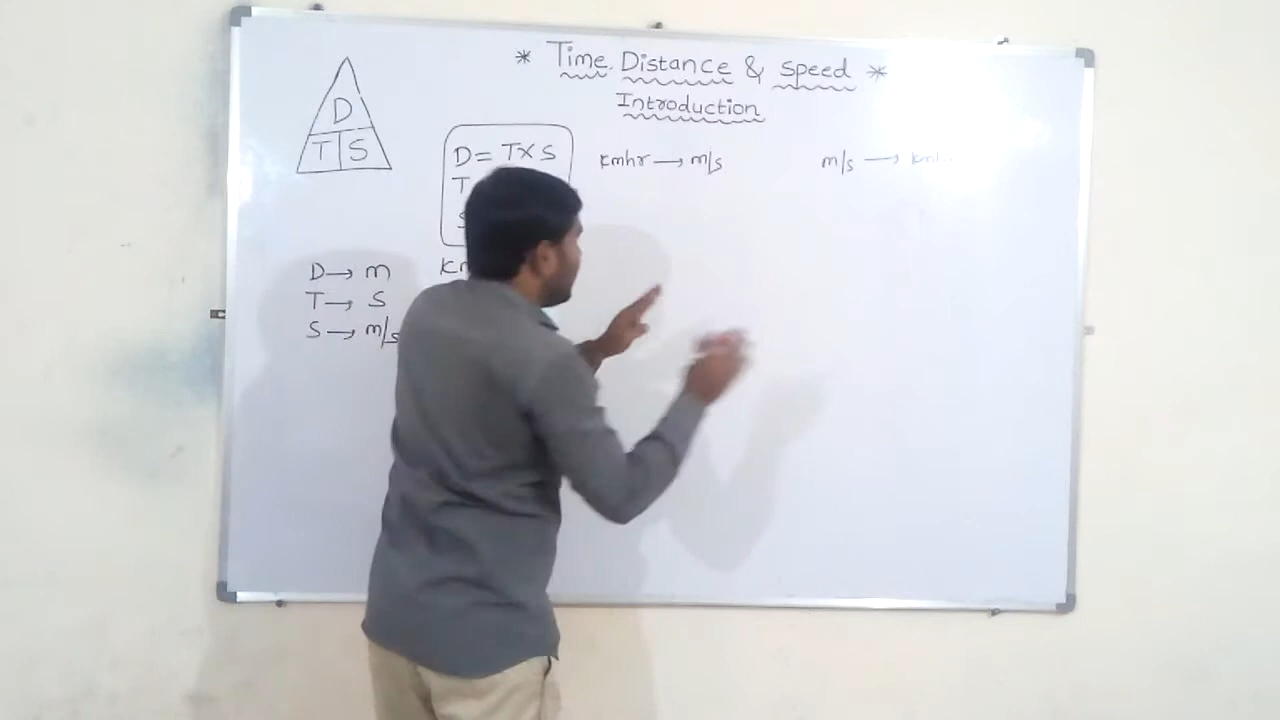 * Time. Distance & speed *
Introduction
D
T S
D = T × S
T
kmhr → m/s
m/s →
D → m
T → S
S → m/s